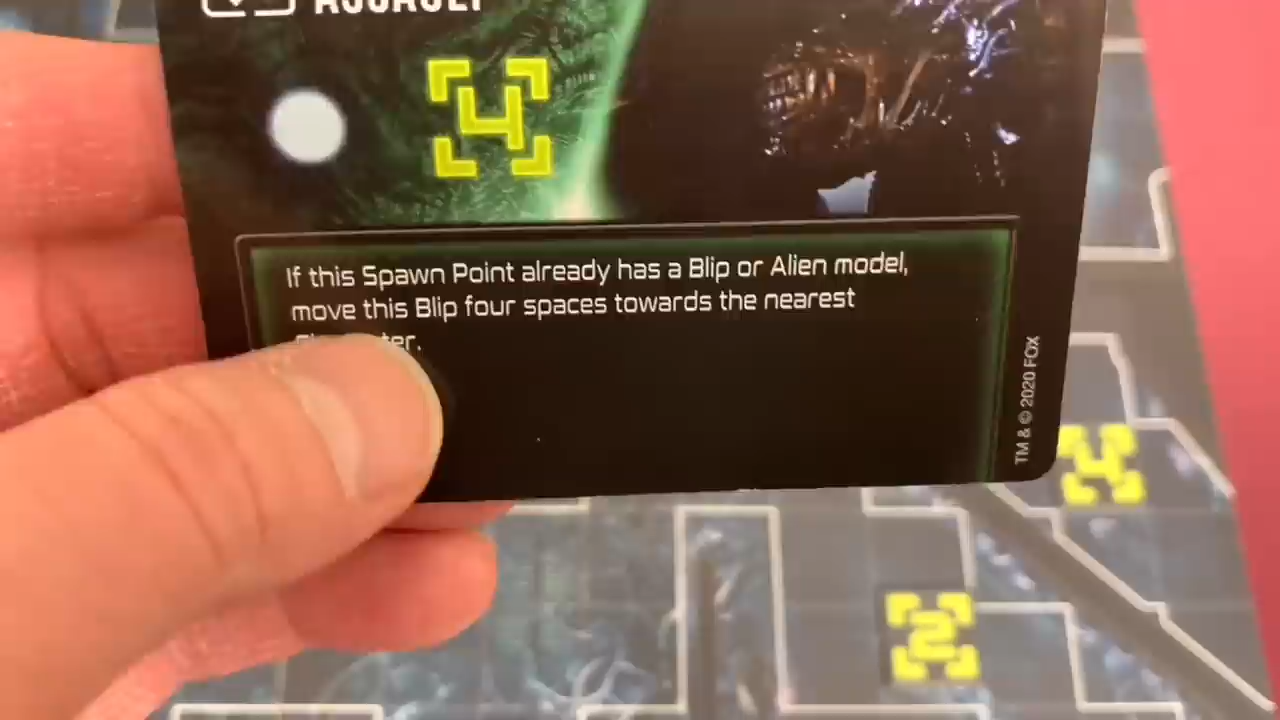 4
If this Spawn Point already has a Blip or Alien model,
move this Blip four spaces towards the nearest
TM & © 2020 FOX
4
2